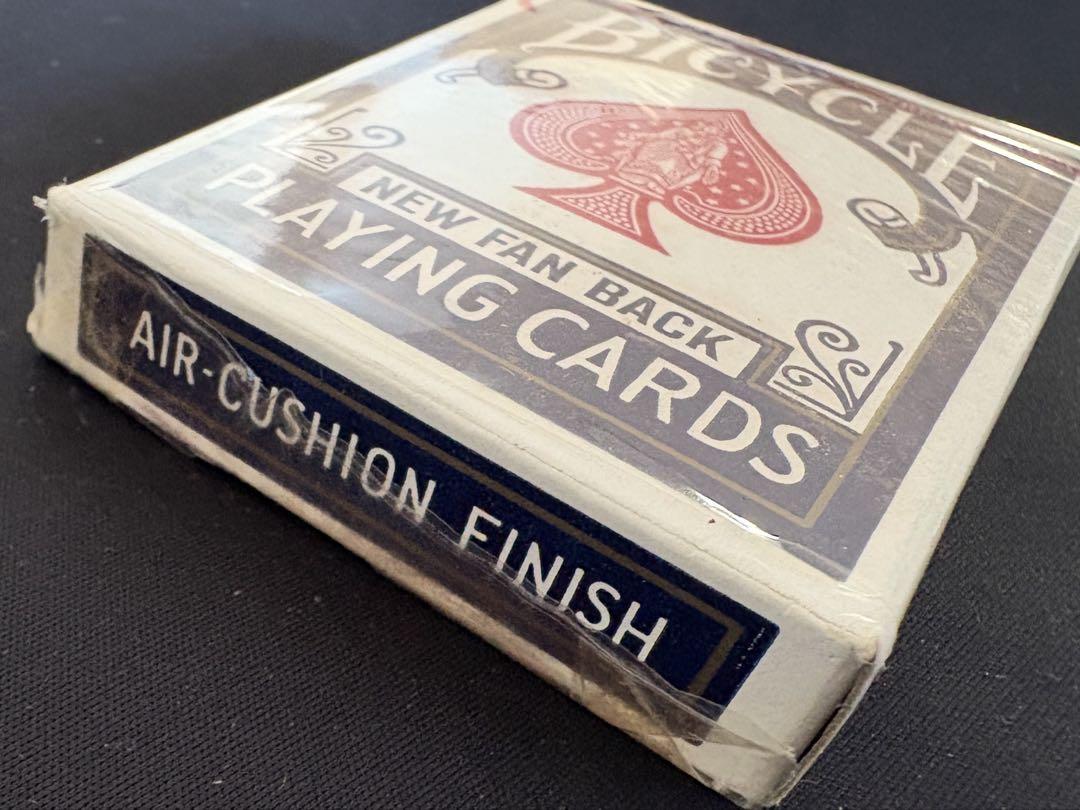 BICYCLE
NEW FAN BACK
PLAYING CARDS
AIR-CUSHION FINISH